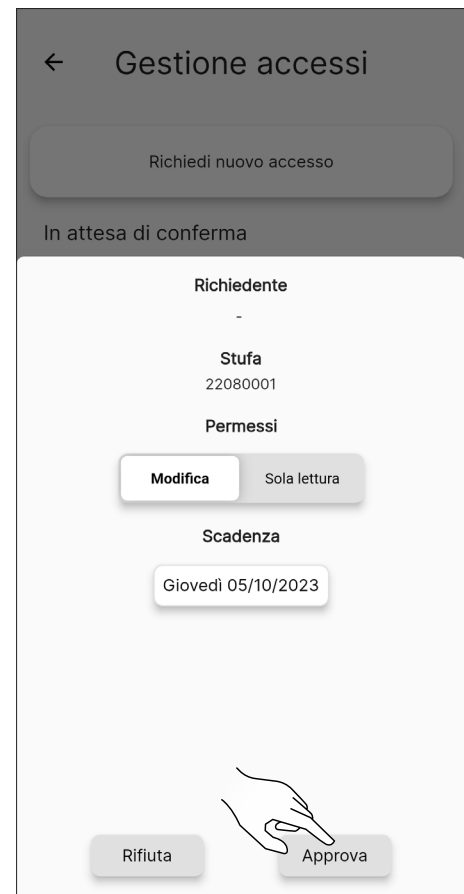 Gestione accessi
Richiedi nuovo accesso
In attesa di conferma
Richiedente
-
Stufa
22080001
Permessi
Modifica Sola lettura
Scadenza
Giovedì 05/10/2023
Rifiuta Approva